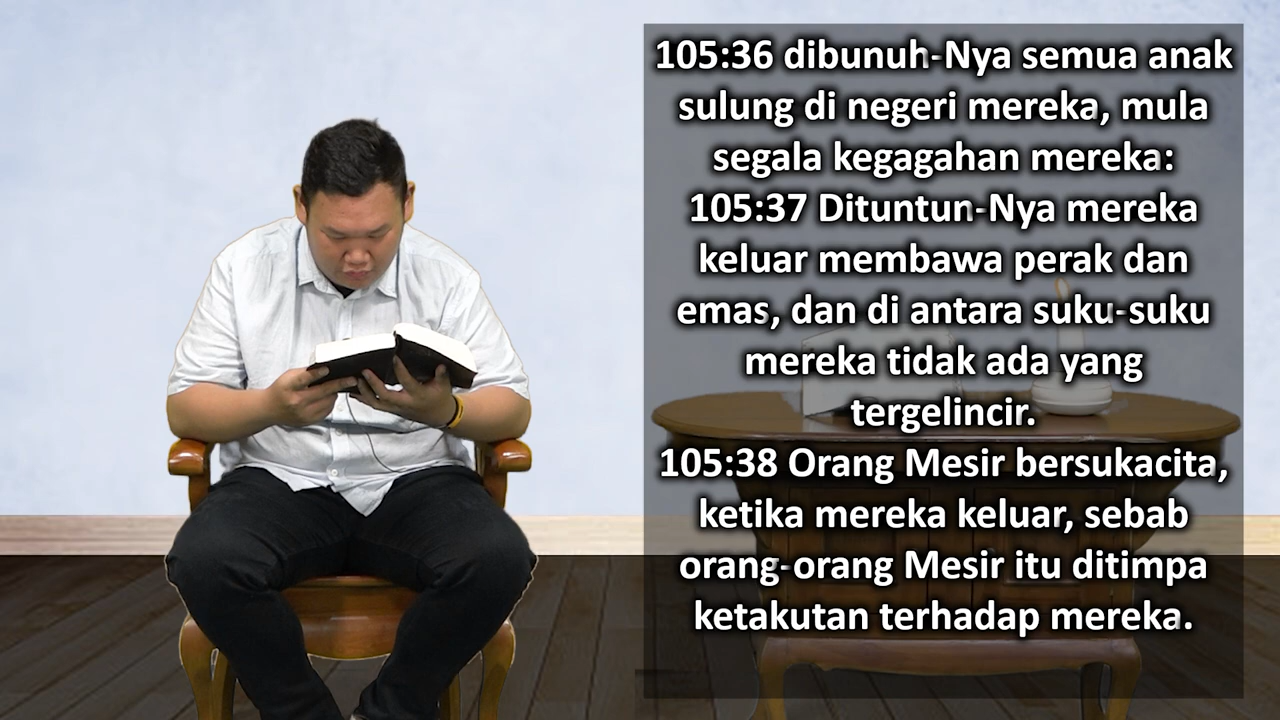 105:36 dibunuh-Nya semua anak
sulung di negeri mereka, mula
segala kegagahan mereka:
105:37 Dituntun-Nya mereka
keluar membawa perak dan
emas, dan di antara suku-suku
mereka tidak ada yang
tergelincir.
105:38 Orang Mesir bersukacita,
ketika mereka keluar, sebab
orang-orang Mesir itu ditimpa
ketakutan terhadap mereka.